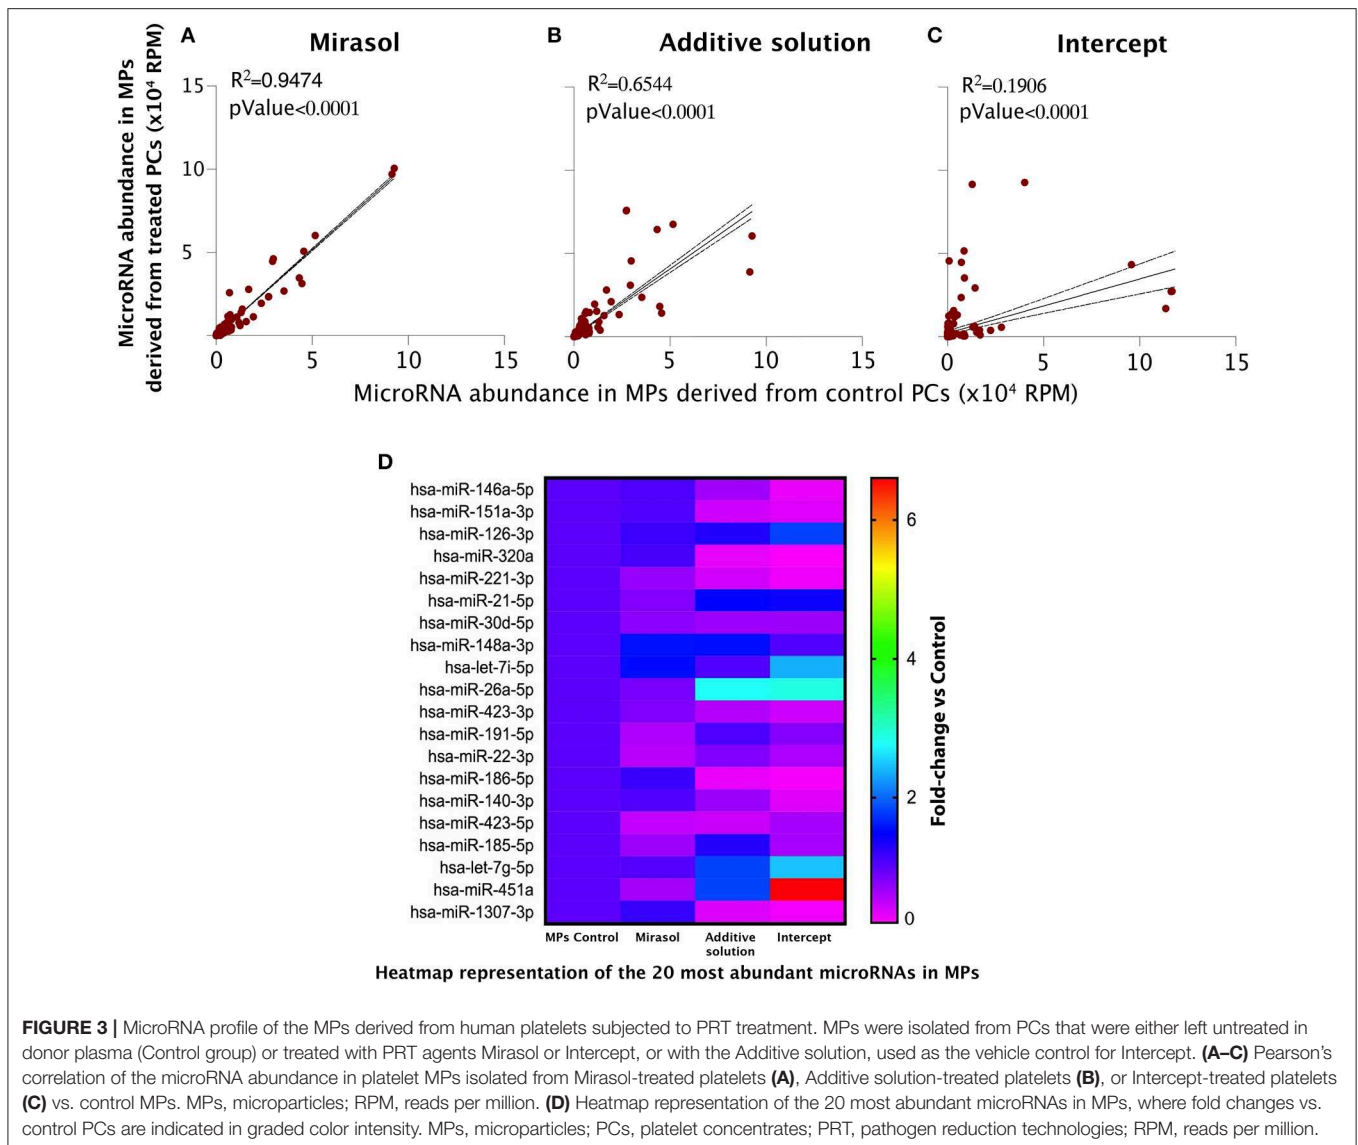 A
Mirasol
B
Additive solution
C
Intercept
MicroRNA abundance in MPs
derived from treated PCs (x10⁴ RPM)
R²=0.9474
pValue<0.0001
15
10
5
0 5 10 15
R²=0.6544
pValue<0.0001
0 5 10 15
R²=0.1906
pValue<0.0001
0 5 10 15
MicroRNA abundance in MPs derived from control PCs (x10⁴ RPM)
D
hsa-miR-146a-5p
hsa-miR-151a-3p
hsa-miR-126-3p
hsa-miR-320a
hsa-miR-221-3p
hsa-miR-21-5p
hsa-miR-30d-5p
hsa-miR-148a-3p
hsa-let-7i-5p
hsa-miR-26a-5p
hsa-miR-423-3p
hsa-miR-191-5p
hsa-miR-22-3p
hsa-miR-186-5p
hsa-miR-140-3p
hsa-miR-423-5p
hsa-miR-185-5p
hsa-let-7g-5p
hsa-miR-451a
hsa-miR-1307-3p
MPs Control Mirasol Additive Intercept
solution
6
4
2
0
Fold-change vs Control
Heatmap representation of the 20 most abundant microRNAs in MPs
FIGURE 3 | MicroRNA profile of the MPs derived from human platelets subjected to PRT treatment. MPs were isolated from PCs that were either left untreated in
donor plasma (Control group) or treated with PRT agents Mirasol or Intercept, or with the Additive solution, used as the vehicle control for Intercept. (A–C) Pearson's
correlation of the microRNA abundance in platelet MPs isolated from Mirasol-treated platelets (A), Additive solution-treated platelets (B), or Intercept-treated platelets
(C) vs. control MPs. MPs, microparticles; RPM, reads per million. (D) Heatmap representation of the 20 most abundant microRNAs in MPs, where fold changes vs.
control PCs are indicated in graded color intensity. MPs, microparticles; PCs, platelet concentrates; PRT, pathogen reduction technologies; RPM, reads per million.